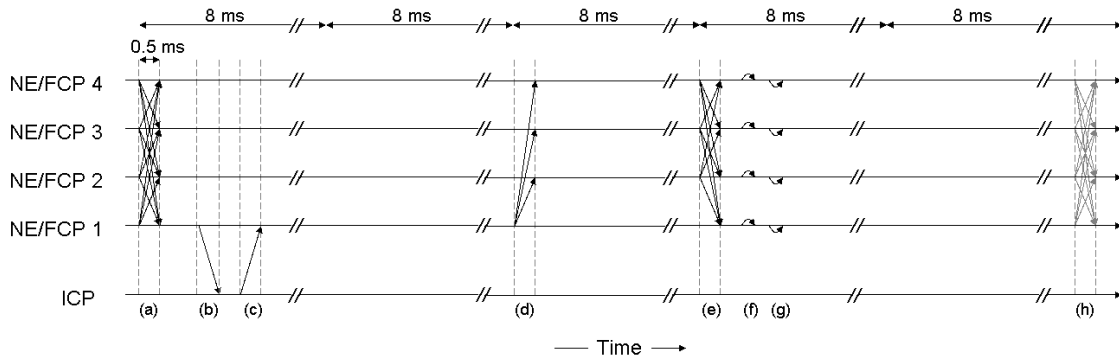 8 ms 8 ms 8 ms 8 ms 8 ms
0.5 ms
NE/FCP 4
NE/FCP 3
NE/FCP 2
NE/FCP 1
ICP
(a) (b) (c) (d) (e) (f) (g) (h)
Time